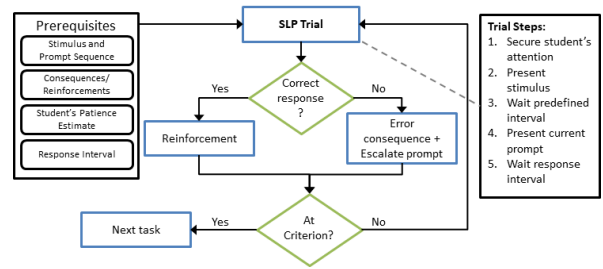 Prerequisites
Stimulus and
Prompt Sequence
Consequences/
Reinforcements
Student's Patience
Estimate
Response Interval
SLP Trial
Correct
response
?
Yes
No
Reinforcement
Error
consequence +
Escalate prompt
At
Criterion?
Yes
No
Next task
Trial Steps:
1. Secure student's
attention
2. Present
stimulus
3. Wait predefined
interval
4. Present current
prompt
5. Wait response
interval